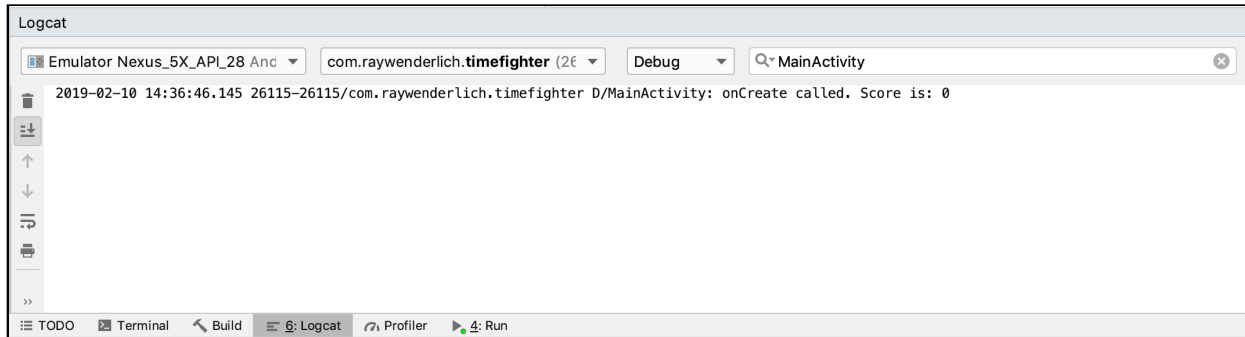 Logcat
Emulator Nexus_5X_API_28 And com.raywenderlich.timefighter (26 Debug MainActivity
2019-02-10 14:36:46.145 26115-26115/com.raywenderlich.timefighter D/MainActivity: onCreate called. Score is: 0
TODO Terminal Build 6: Logcat Profiler 4: Run